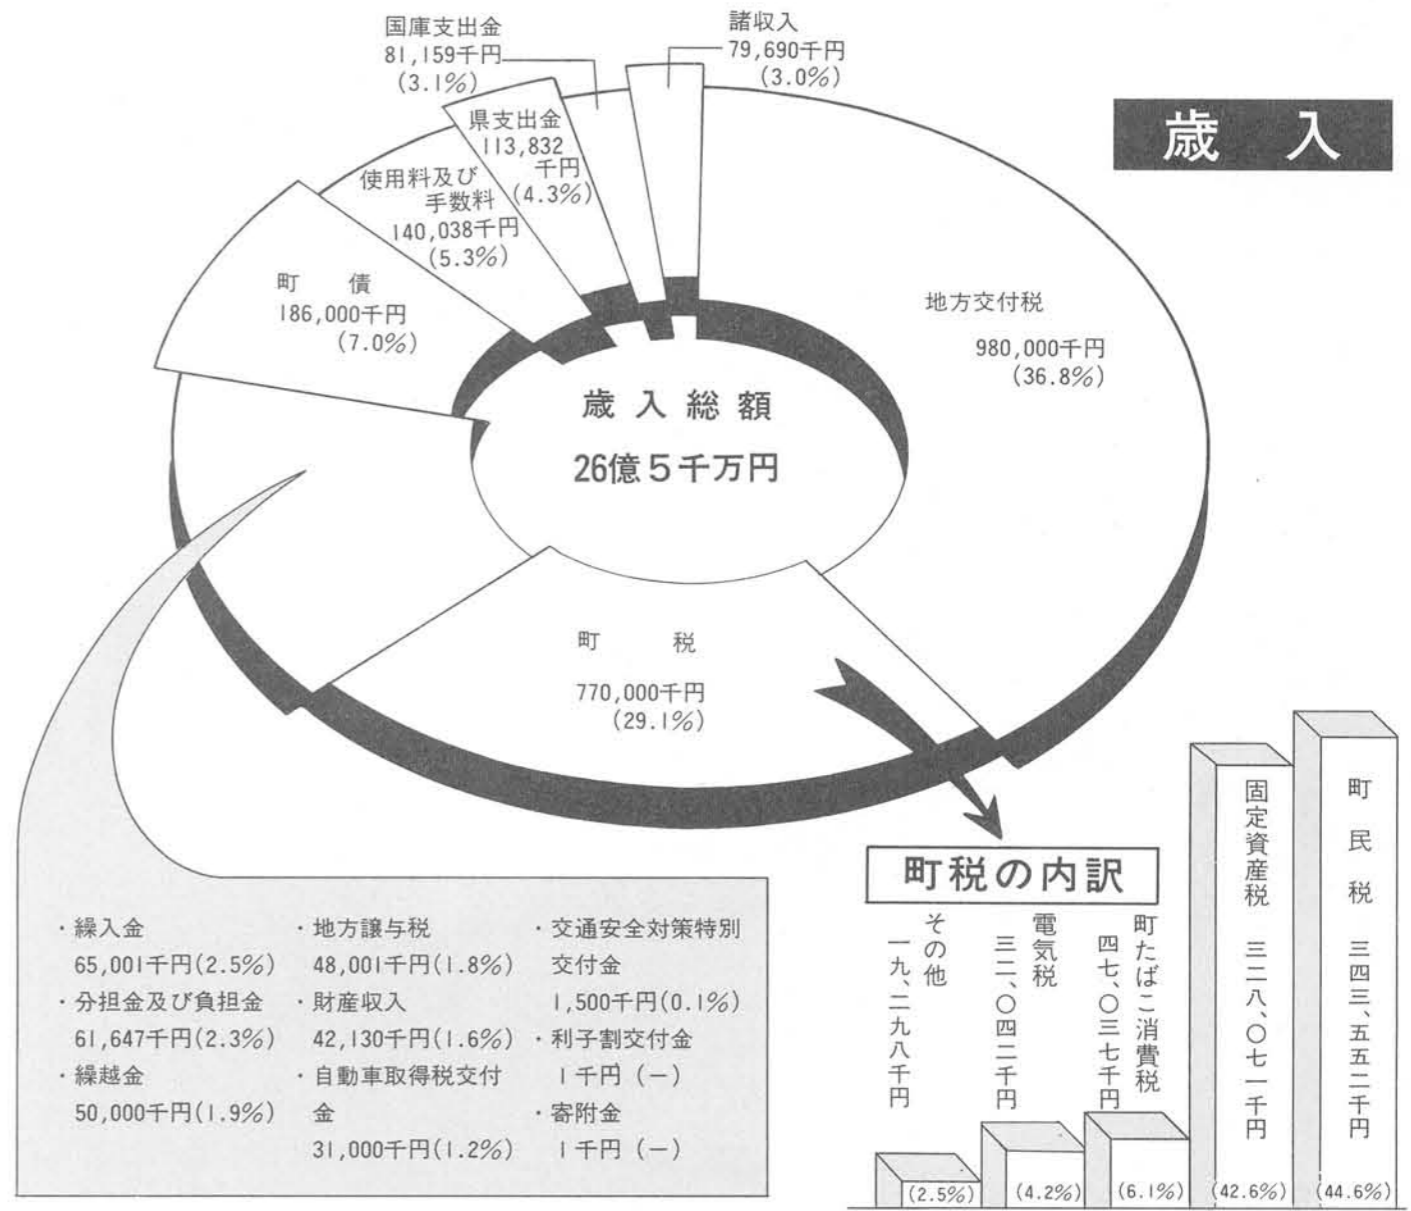 歳入
国庫支出金
81,159千円
(3.1%)
諸収入
79,690千円
(3.0%)
県支出金
113,832
千円
(4.3%)
使用料及び
手数料
140,038千円
(5.3%)
町債
186,000千円
(7.0%)
地方交付税
980,000千円
(36.8%)
歳入総額
26億5千万円
町税
770,000千円
(29.1%)
・繰入金
65,001千円(2.5%)
・分担金及び負担金
61,647千円(2.3%)
・繰越金
50,000千円(1.9%)
・地方譲与税
48,001千円(1.8%)
・財産収入
42,130千円(1.6%)
・自動車取得税交付
金
31,000千円(1.2%)
・交通安全対策特別
交付金
1,500千円(0.1%)
・利子割交付金
1千円(−)
・寄附金
1千円(−)
町税の内訳
町民税 三四三、五五二千円
(44.6%)
固定資産税 三二八、〇七一千円
(42.6%)
町たばこ消費税
四七、〇三七千円
(6.1%)
電気税
三二、〇四二千円
(4.2%)
その他
一九、二九八千円
(2.5%)